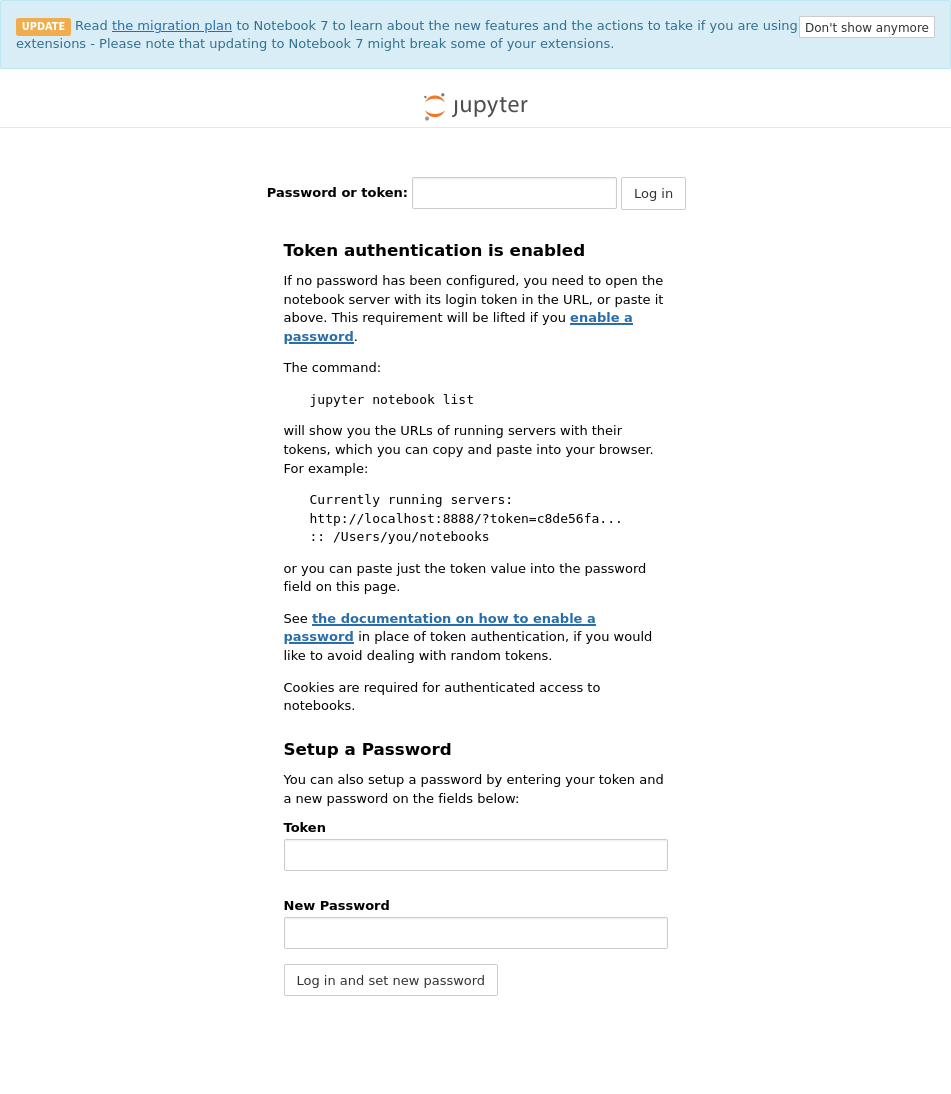 UPDATE Read the migration plan to Notebook 7 to learn about the new features and the actions to take if you are using Don't show anymore
extensions - Please note that updating to Notebook 7 might break some of your extensions.
jupyter
Password or token: Log in
Token authentication is enabled
If no password has been configured, you need to open the
notebook server with its login token in the URL, or paste it
above. This requirement will be lifted if you enable a
password.
The command:
jupyter notebook list
will show you the URLs of running servers with their
tokens, which you can copy and paste into your browser.
For example:
Currently running servers:
http://localhost:8888/?token=c8de56fa...
:: /Users/you/notebooks
or you can paste just the token value into the password
field on this page.
See the documentation on how to enable a
password in place of token authentication, if you would
like to avoid dealing with random tokens.
Cookies are required for authenticated access to
notebooks.
Setup a Password
You can also setup a password by entering your token and
a new password on the fields below:
Token
New Password
Log in and set new password